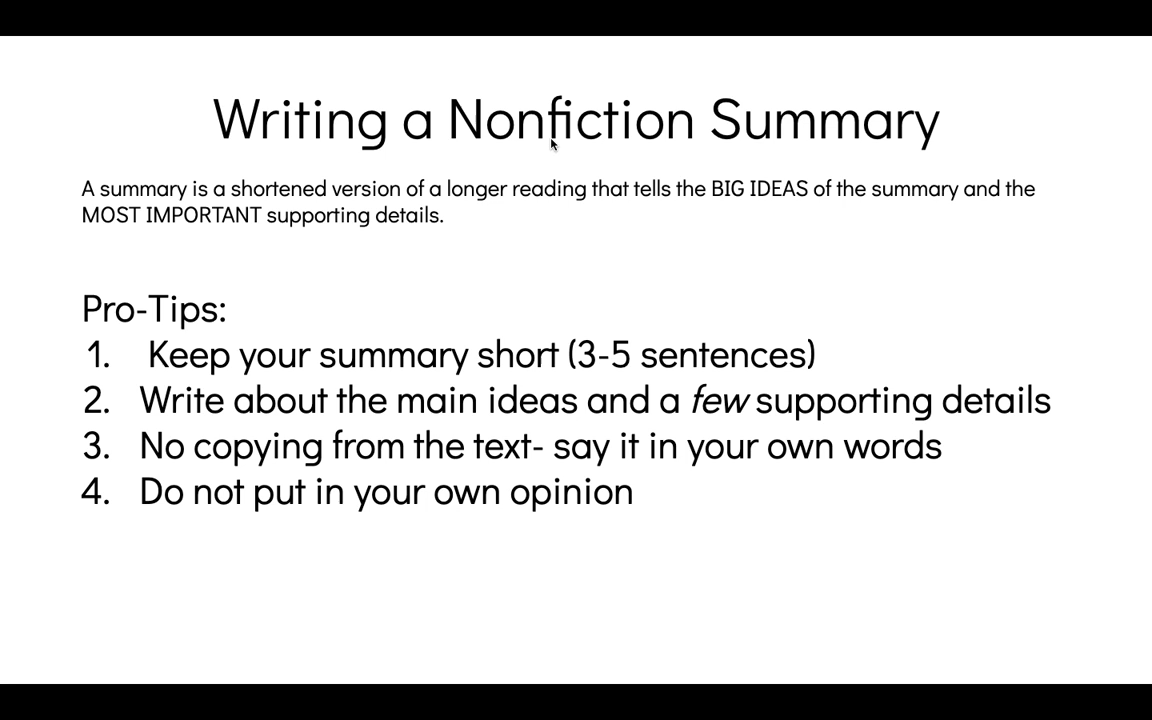 Writing a Nonfiction Summary
A summary is a shortened version of a longer reading that tells the BIG IDEAS of the summary and the
MOST IMPORTANT supporting details.
Pro-Tips:
1. Keep your summary short (3-5 sentences)
2. Write about the main ideas and a few supporting details
3. No copying from the text- say it in your own words
4. Do not put in your own opinion